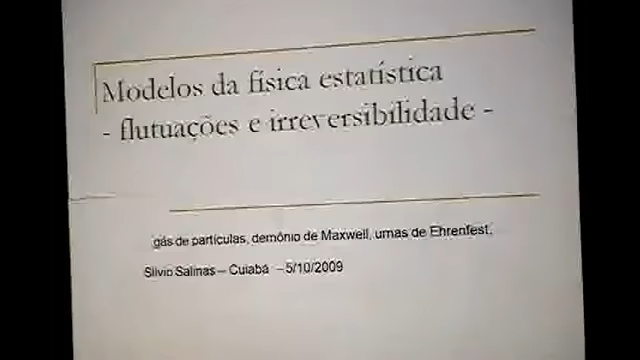 Modelos da física estatística
- flutuações e irreversibilidade -
gás de partículas, demônio de Maxwell, urnas de Ehrenfest,
Silvio Salinas – Cuiabá – 5/10/2009